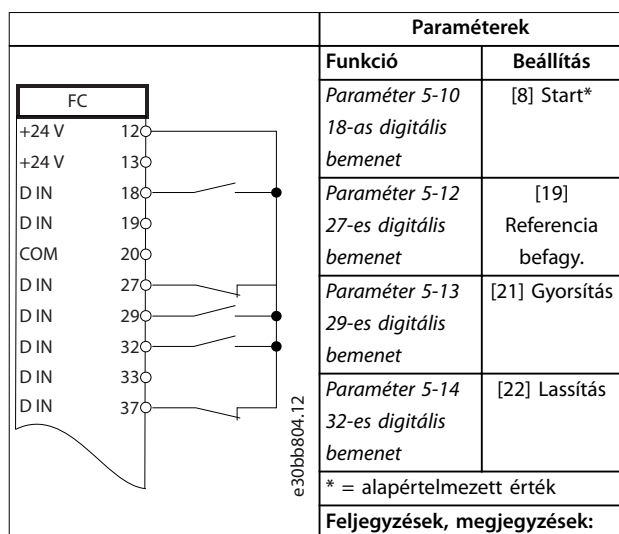 FC
+24 V 12
+24 V 13
D IN 18
D IN 19
COM 20
D IN 27
D IN 29
D IN 32
D IN 33
D IN 37
e30bb804.12
Paraméterek
Funkció Beállítás
Paraméter 5-10 [8] Start*
18-as digitális
bemenet
Paraméter 5-12 [19]
27-es digitális Referencia
bemenet befagy.
Paraméter 5-13 [21] Gyorsítás
29-es digitális
bemenet
Paraméter 5-14 [22] Lassítás
32-es digitális
bemenet
* = alapértelmezett érték
Feljegyzések, megjegyzések: